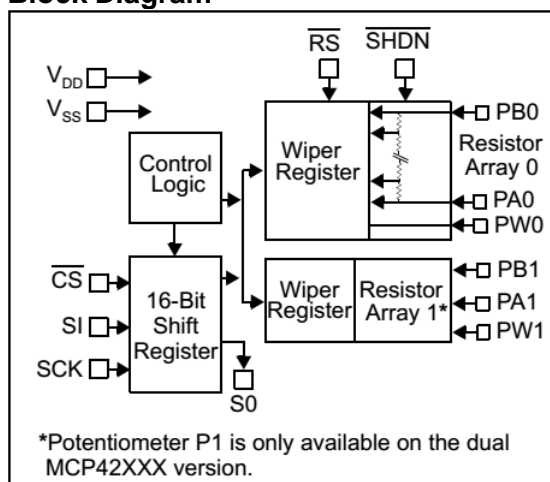 Block Diagram
RS
SHDN
VDD
VSS
Control
Logic
Wiper
Register
PB0
Resistor
Array 0
PA0
PW0
CS
SI
SCK
16-Bit
Shift
Register
S0
Wiper
Register
Resistor
Array 1*
PB1
PA1
PW1
*Potentiometer P1 is only available on the dual
MCP42XXX version.